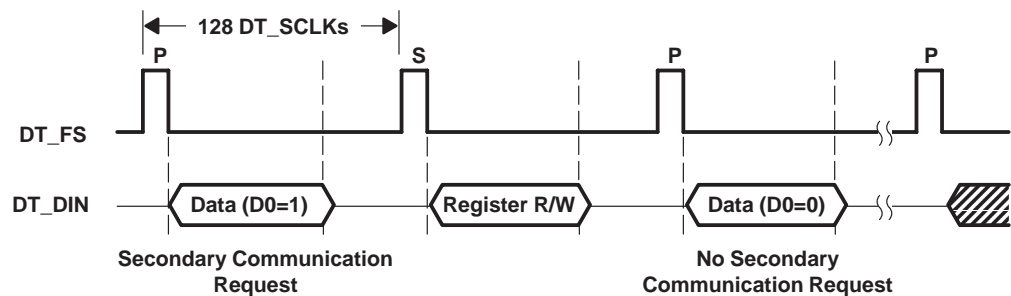 128 DT_SCLKs
P
S
P
P
DT_FS
DT_DIN
Data (D0=1)
Register R/W
Data (D0=0)
Secondary Communication
Request
No Secondary
Communication Request